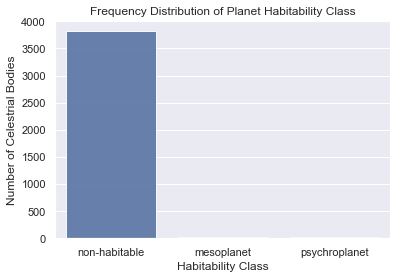 Frequency Distribution of Planet Habitability Class
4000
3500
3000
2500
2000
1500
1000
500
0
Number of Celestrial Bodies
non-habitable mesoplanet psychroplanet
Habitability Class